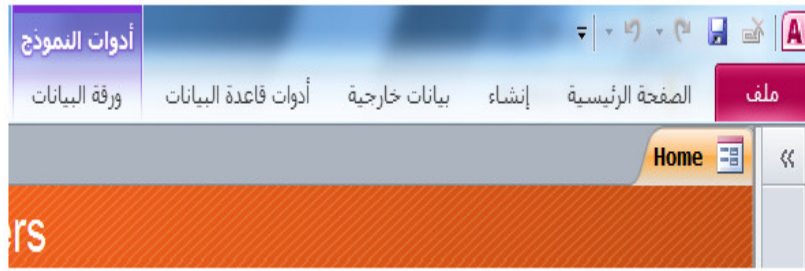 A
أدوات النموذج
ملف الصفحة الرئيسية إنشاء بيانات خارجية أدوات قاعدة البيانات ورقة البيانات
Home
ers